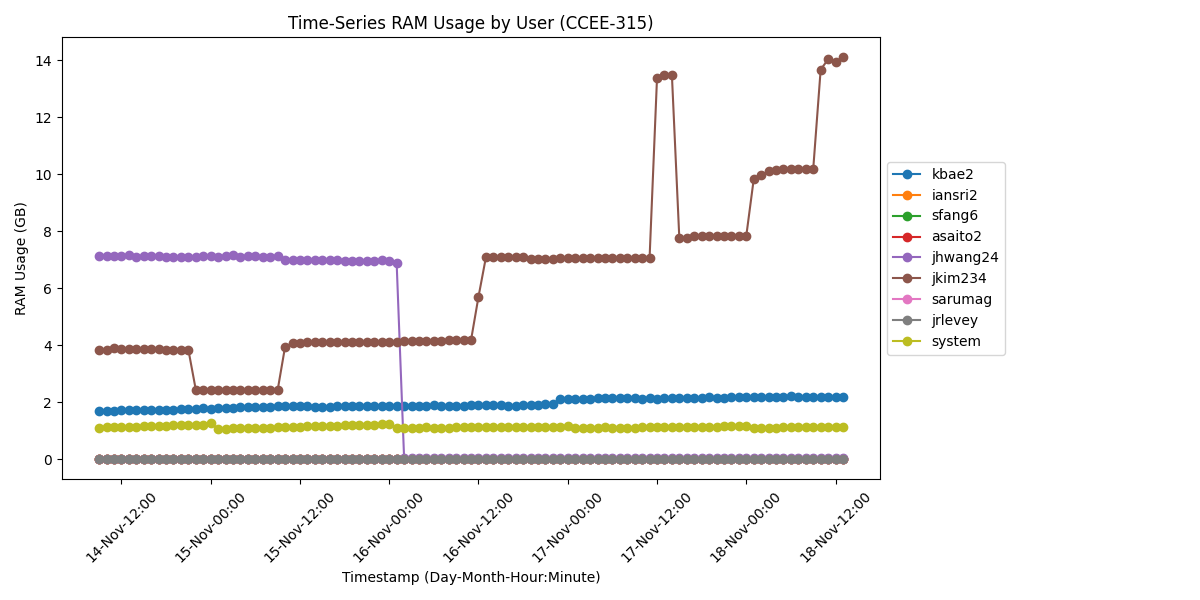 Time-Series RAM Usage by User (CCEE-315)
RAM Usage (GB)
14
12
10
8
6
4
2
0
14-Nov-12:00
15-Nov-00:00
15-Nov-12:00
16-Nov-00:00
16-Nov-12:00
17-Nov-00:00
17-Nov-12:00
18-Nov-00:00
18-Nov-12:00
Timestamp (Day-Month-Hour:Minute)
kbae2
iansri2
sfang6
asaito2
jhwang24
jkim234
sarumag
jrlevey
system